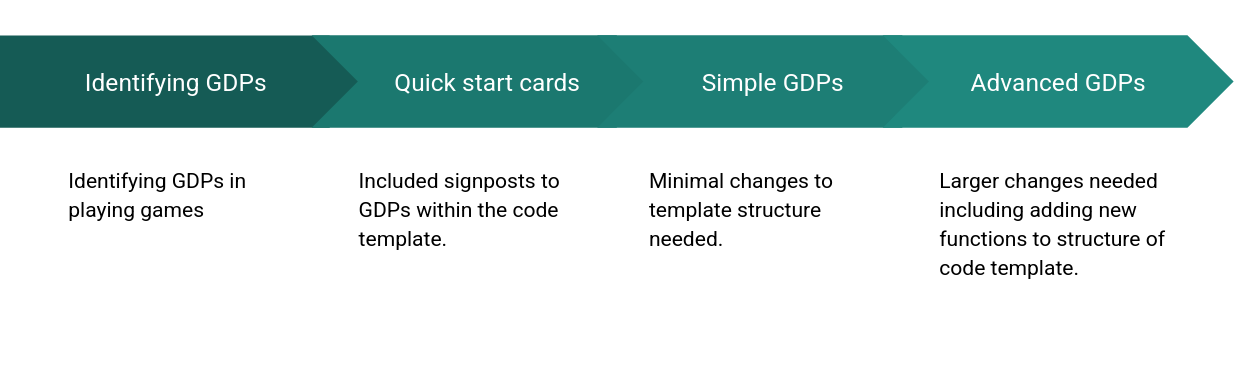 Identifying GDPs
Quick start cards
Simple GDPs
Advanced GDPs
Identifying GDPs in
playing games
Included signposts to
GDPs within the code
template.
Minimal changes to
template structure
needed.
Larger changes needed
including adding new
functions to structure of
code template.